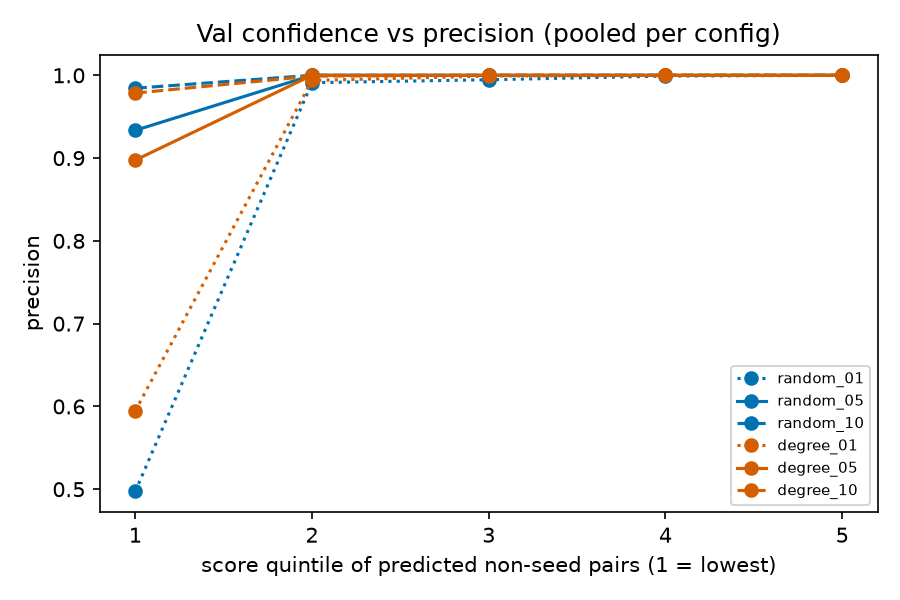 Val confidence vs precision (pooled per config)
1.0
0.9
0.8
0.7
0.6
0.5
precision
1 2 3 4 5
score quintile of predicted non-seed pairs (1 = lowest)
random_01
random_05
random_10
degree_01
degree_05
degree_10